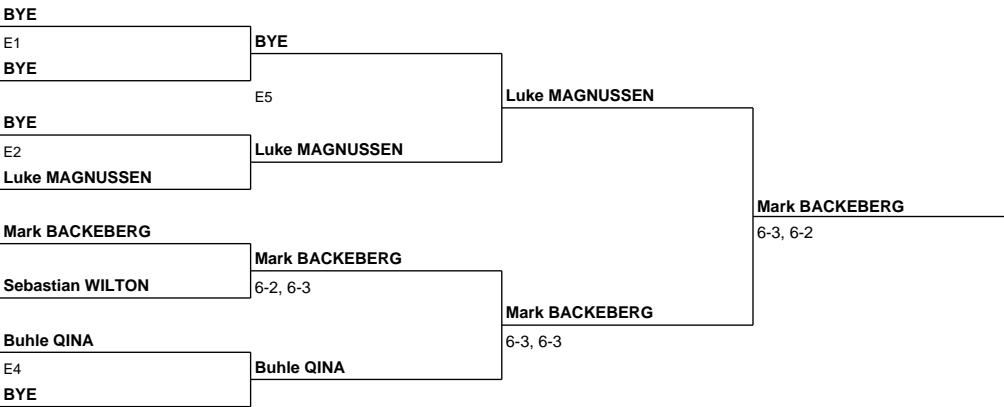 BYE
E1
BYE
BYE
E5
Luke MAGNUSSEN
BYE
E2
Luke MAGNUSSEN
Luke MAGNUSSEN
Mark BACKEBERG
6-3, 6-2
Mark BACKEBERG
Mark BACKEBERG
Sebastian WILTON
6-2, 6-3
Mark BACKEBERG
6-3, 6-3
Buhle QINA
E4
Buhle QINA
BYE